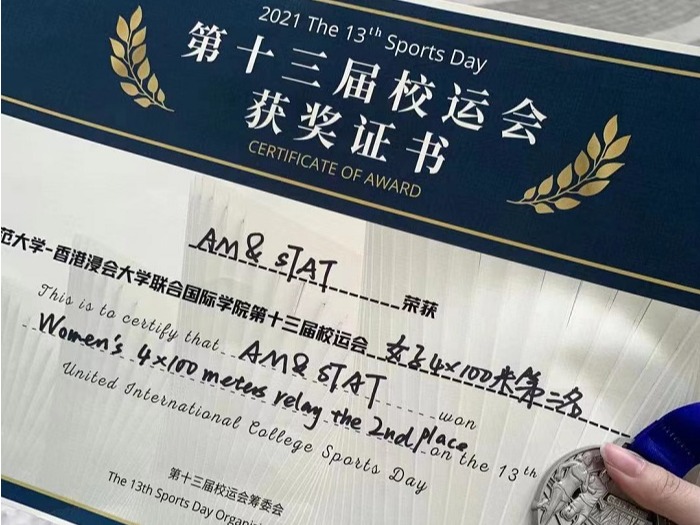 2021 The 13th Sports Day
第十三届校运会
获奖证书
CERTIFICATE OF AWARD
AM & STAT 荣获
范大学-香港浸会大学联合国际学院第十三届校运会 女子4×100米第二名
This is to certify that AM & STAT won
Women's 4×100 meters relay the 2nd place on the 13th
United International College Sports Day
第十三届校运会筹委会
The 13th Sports Day Organi